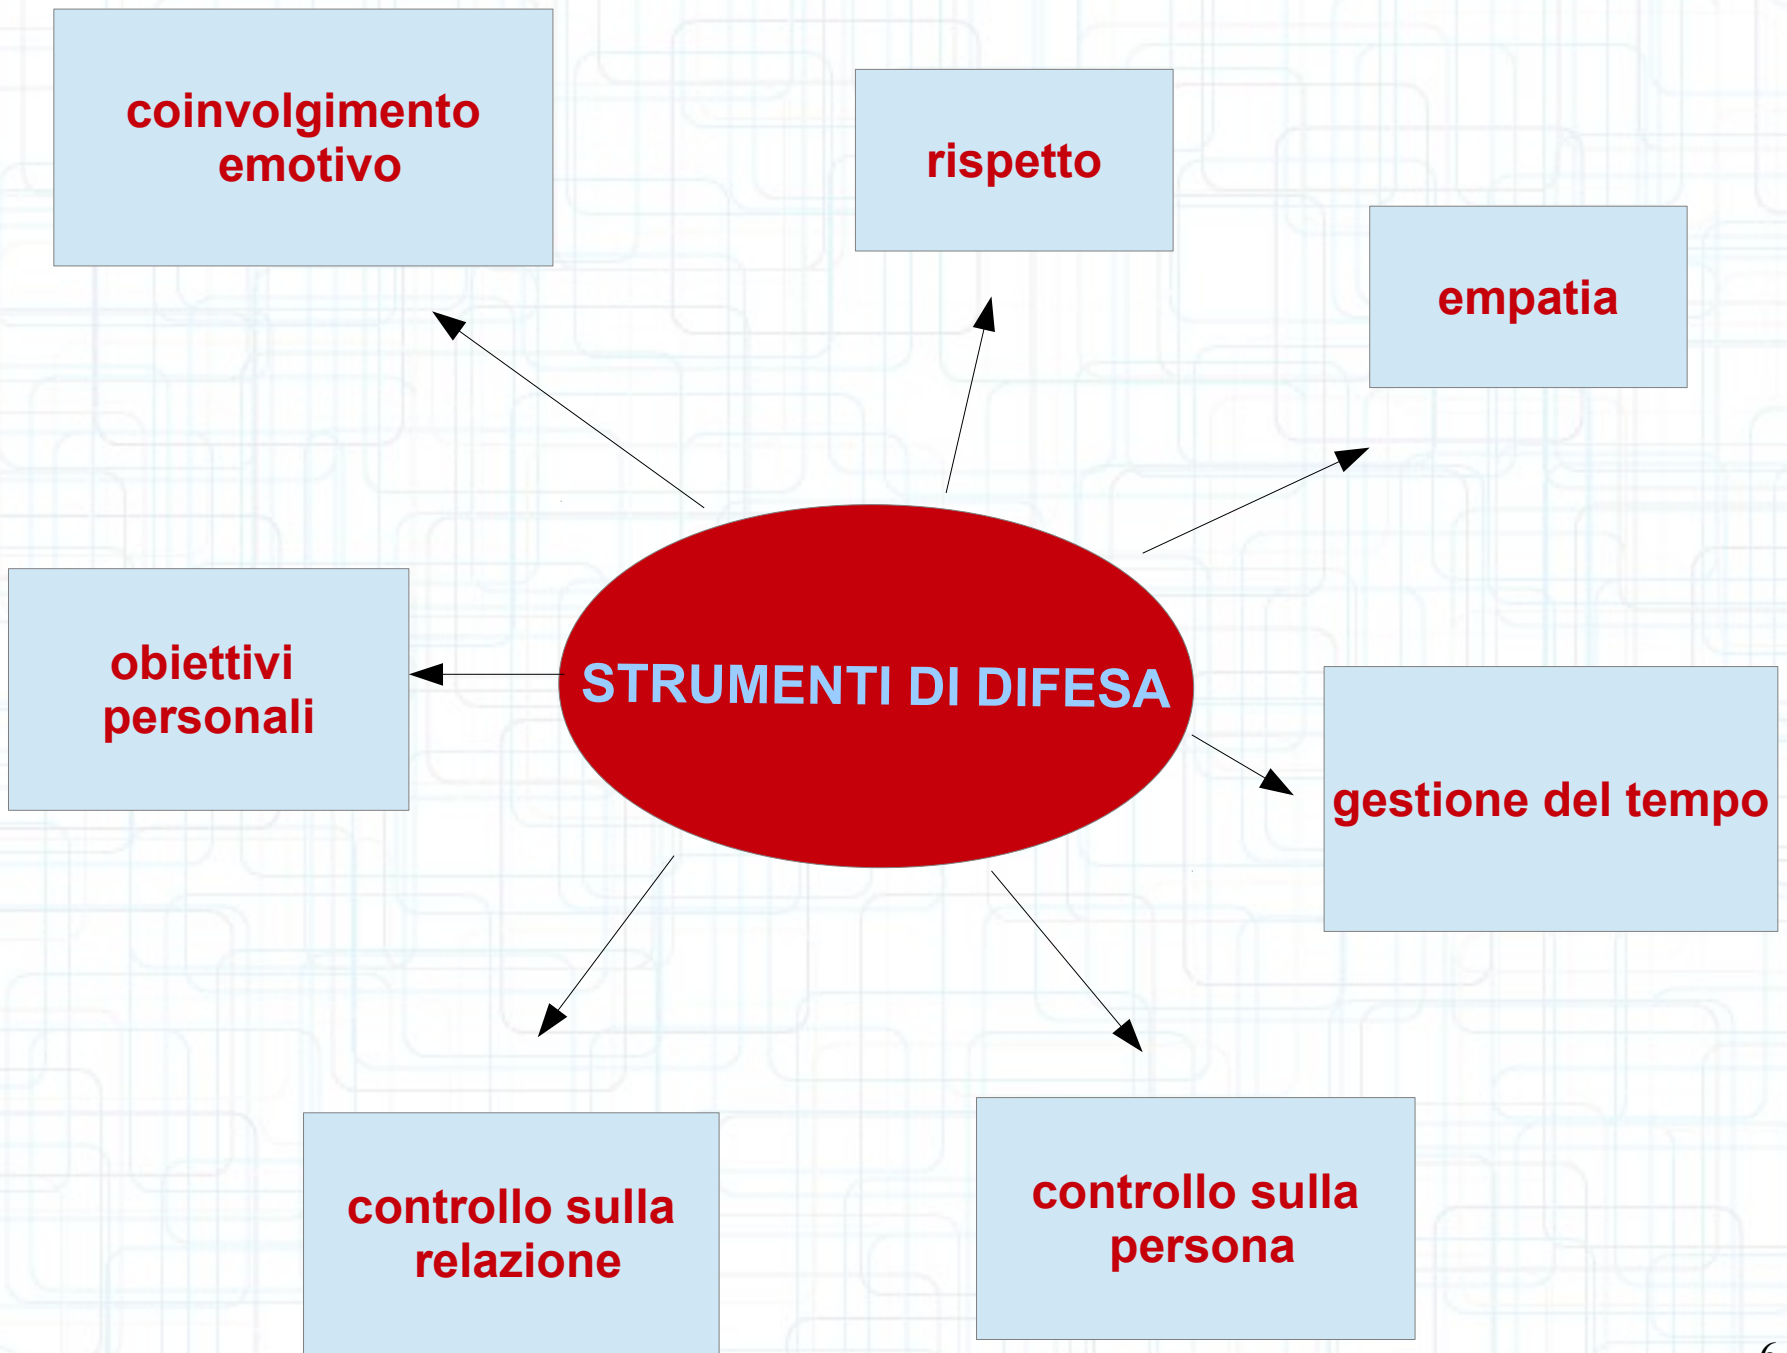 coinvolgimento
emotivo
rispetto
empatia
obiettivi
personali
STRUMENTI DI DIFESA
gestione del tempo
controllo sulla
relazione
controllo sulla
persona